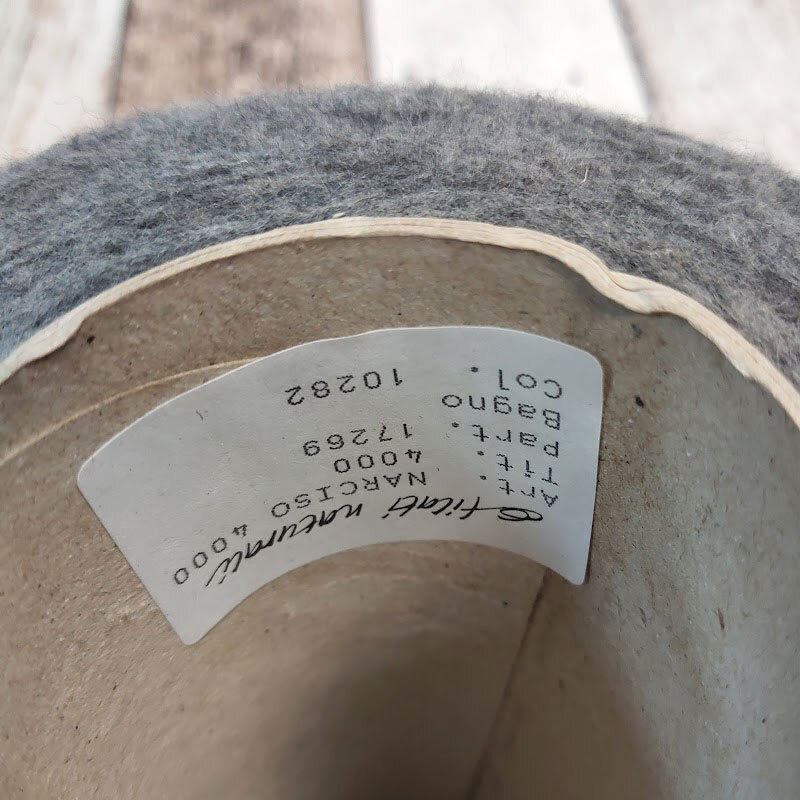 filati naturali
Art. NARCISO 4000
Tit. 4000
Part. 17269
Bagno
Col. 10282